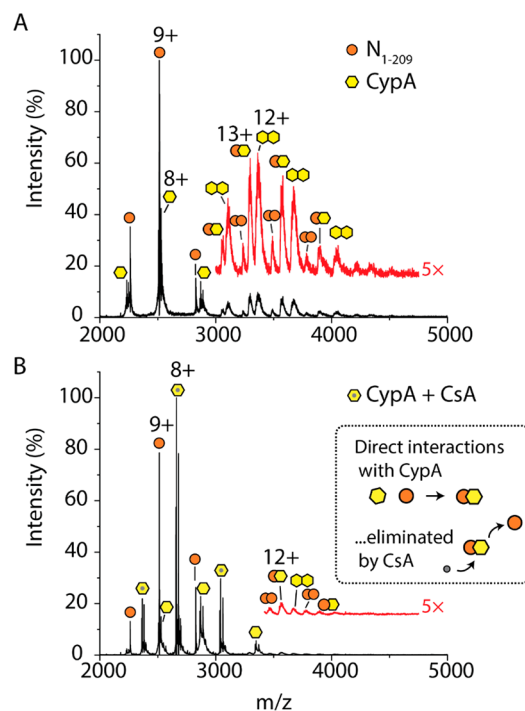 A
Intensity (%)
100
80
60
40
20
0
9+
8+
13+
12+
N1-209
CypA
5×
2000
3000
4000
5000
B
Intensity (%)
100
80
60
40
20
0
9+
8+
12+
CypA + CsA
Direct interactions
with CypA
...eliminated
by CsA
5×
2000
3000
4000
5000
m/z